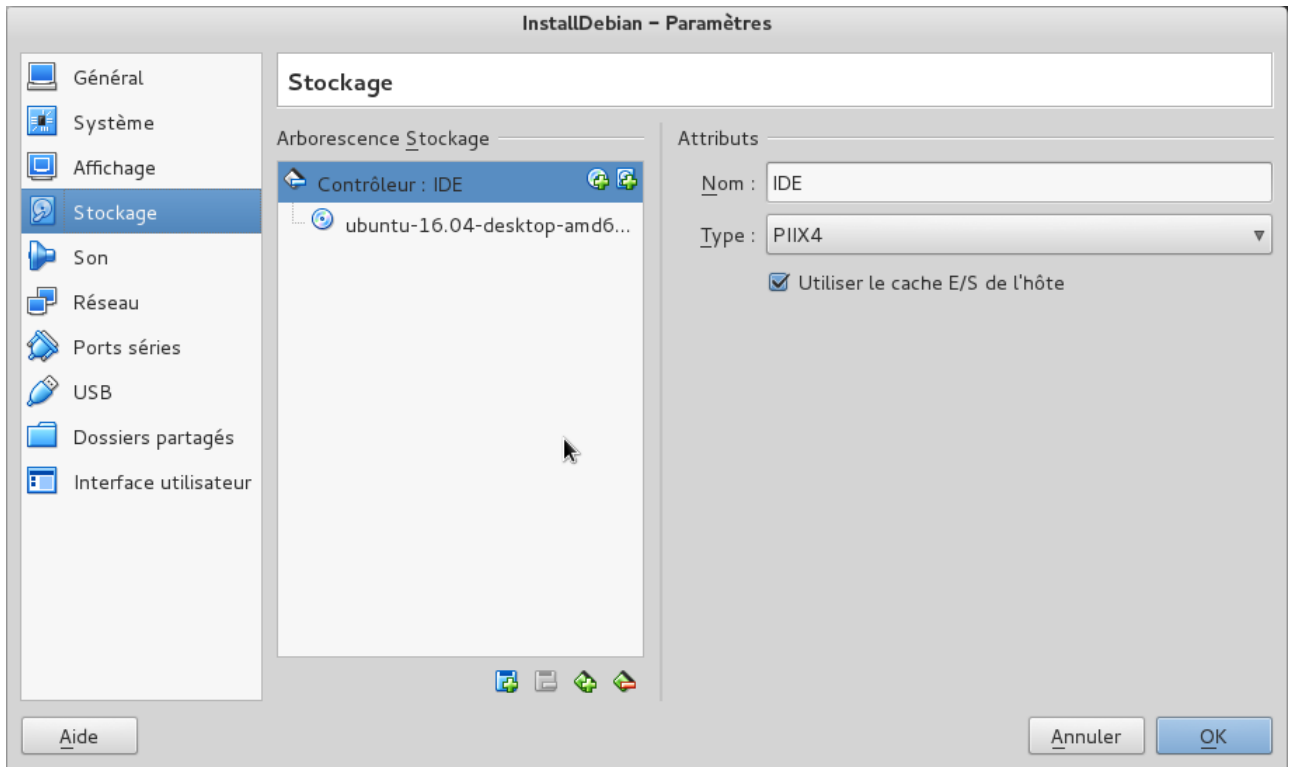 InstallDebian – Paramètres
Général
Système
Affichage
Stockage
Son
Réseau
Ports séries
USB
Dossiers partagés
Interface utilisateur
Stockage
Arborescence Stockage
Contrôleur : IDE
ubuntu-16.04-desktop-amd6...
Attributs
Nom : IDE
Type : PIIX4
Utiliser le cache E/S de l'hôte
Aide
Annuler
OK